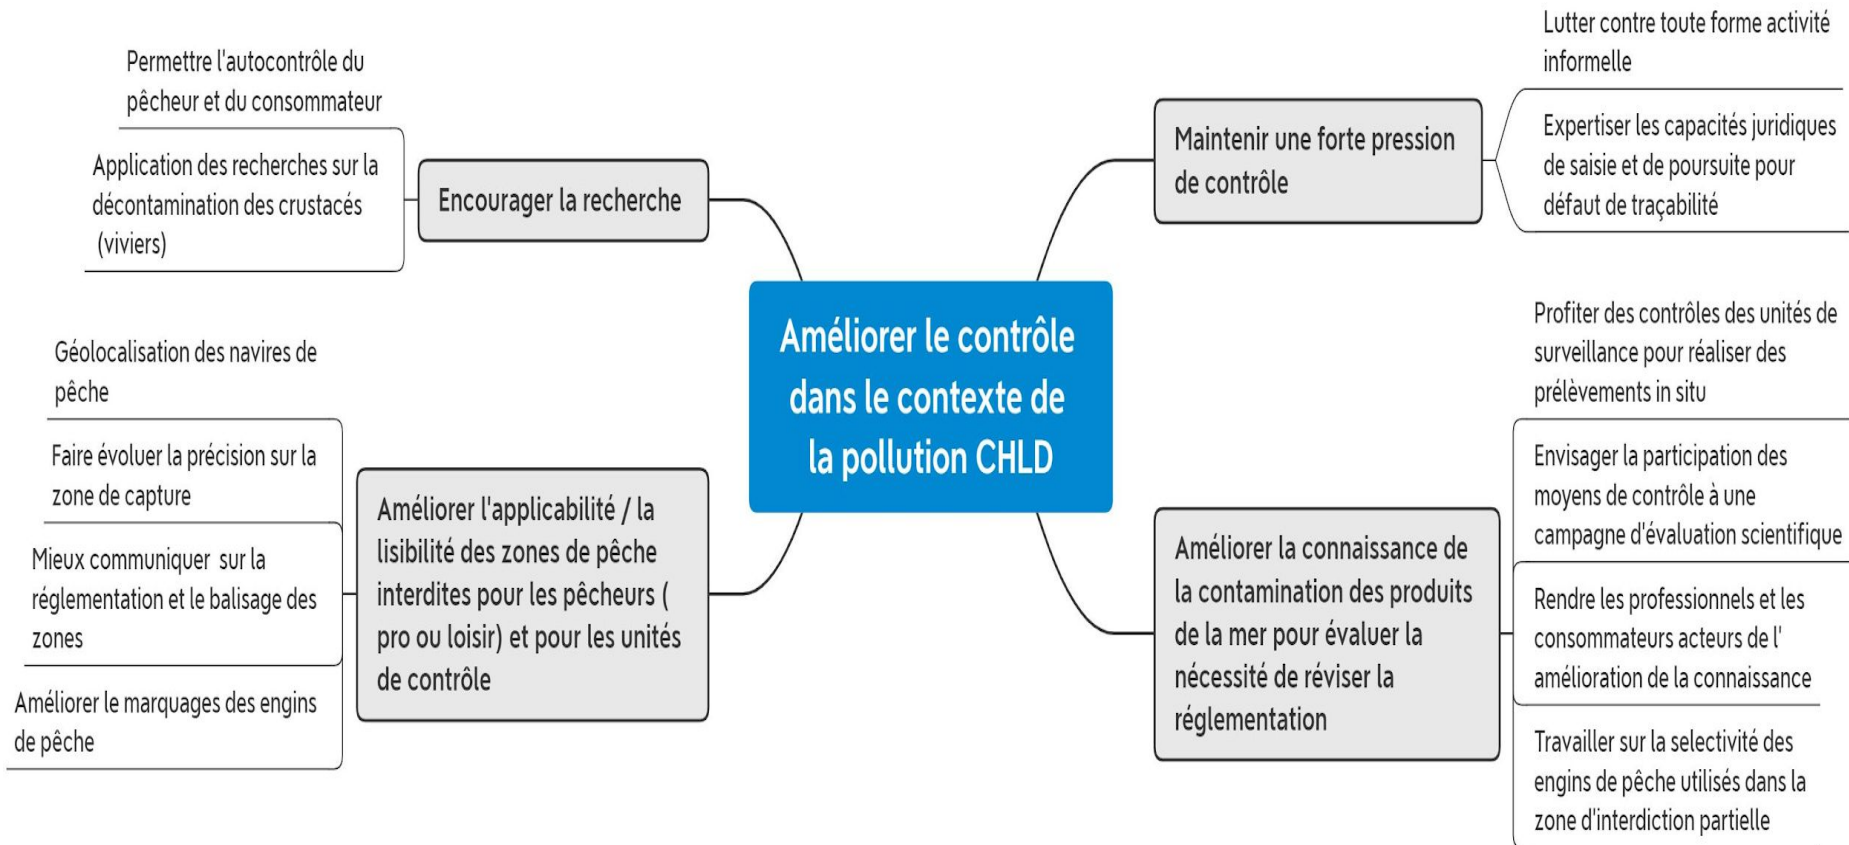 Permettre l'autocontrôle du
pêcheur et du consommateur
Application des recherches sur la
décontamination des crustacés
(viviers)
Encourager la recherche
Géolocalisation des navires de
pêche
Faire évoluer la précision sur la
zone de capture
Mieux communiquer sur la
réglementation et le balisage des
zones
Améliorer le marquages des engins
de pêche
Améliorer l'applicabilité / la
lisibilité des zones de pêche
interdites pour les pêcheurs (
pro ou loisir) et pour les unités
de contrôle
Améliorer le contrôle
dans le contexte de
la pollution CHLD
Maintenir une forte pression
de contrôle
Lutter contre toute forme activité
informelle
Expertiser les capacités juridiques
de saisie et de poursuite pour
défaut de traçabilité
Améliorer la connaissance de
la contamination des produits
de la mer pour évaluer la
nécessité de réviser la
réglementation
Profiter des contrôles des unités de
surveillance pour réaliser des
prélèvements in situ
Envisager la participation des
moyens de contrôle à une
campagne d'évaluation scientifique
Rendre les professionnels et les
consommateurs acteurs de l'
amélioration de la connaissance
Travailler sur la selectivité des
engins de pêche utilisés dans la
zone d'interdiction partielle